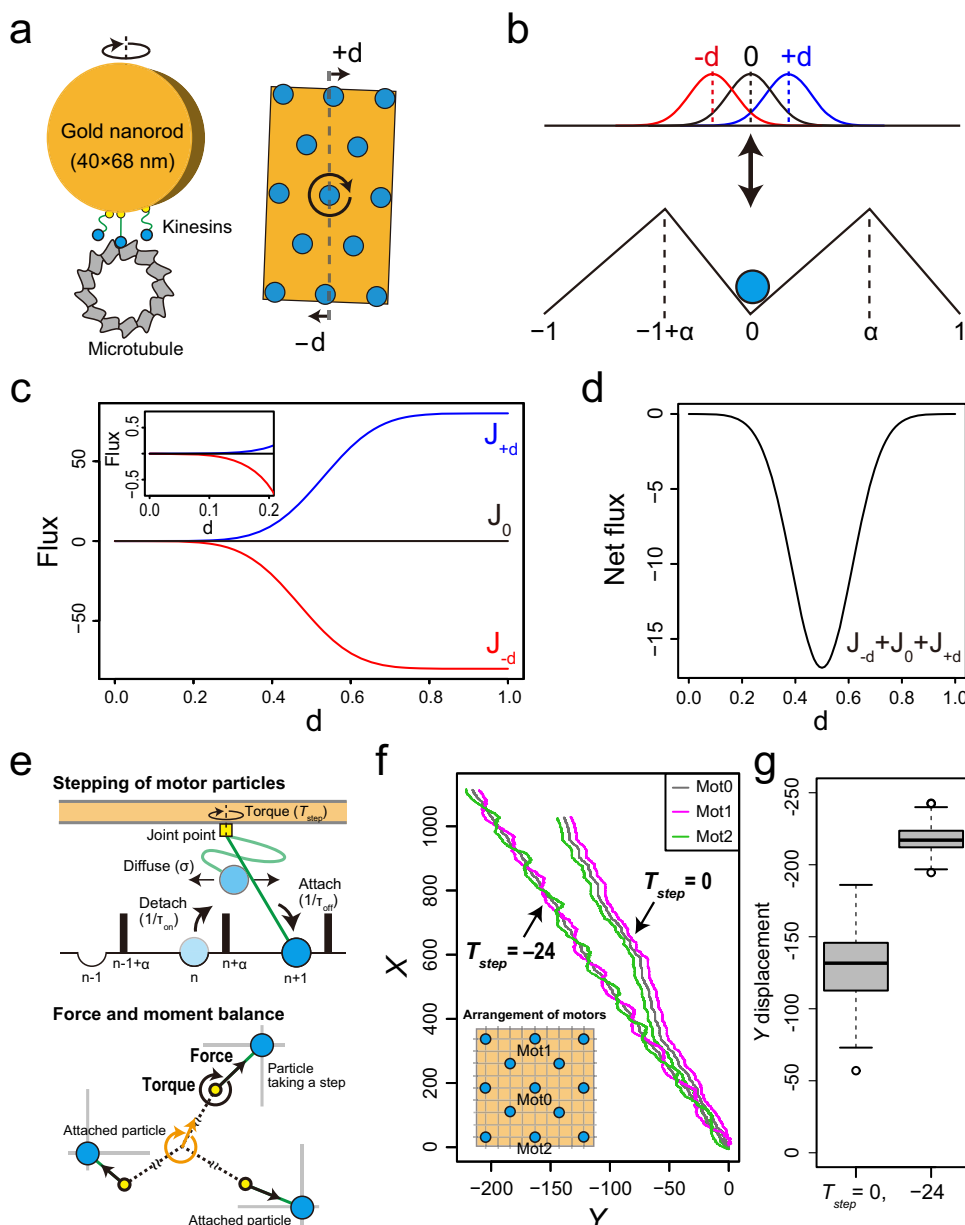 a
Gold nanorod
(40×68 nm)
Kinesins
Microtubule
+d
−d
b
-d
0
+d
−1
−1+α
0
α
1
c
Flux
50
0
−50
0.0
0.2
0.4
0.6
0.8
1.0
d
J+d
J0
J-d
Flux
0.5
−0.5
0.0
0.1
0.2
d
d
Net flux
0
−5
−10
−15
0.0
0.2
0.4
0.6
0.8
1.0
d
J-d+J0+J+d
e
Stepping of motor particles
Torque (Tstep)
Joint point
Diffuse (σ)
Detach
(1/τon)
Attach
(1/τoff)
n-1
n-1+α
n
n+α
n+1
Force and moment balance
Force
Torque
Particle
taking a step
Attached particle
Attached particle
f
Mot0
Mot1
Mot2
Tstep = 0
Tstep = −24
X
0
200
400
600
800
1000
Arrangement of motors
Mot1
Mot0
Mot2
−200
−150
−100
−50
0
Y
g
Y displacement
-250
-200
-150
-100
-50
0
Tstep = 0,
−24